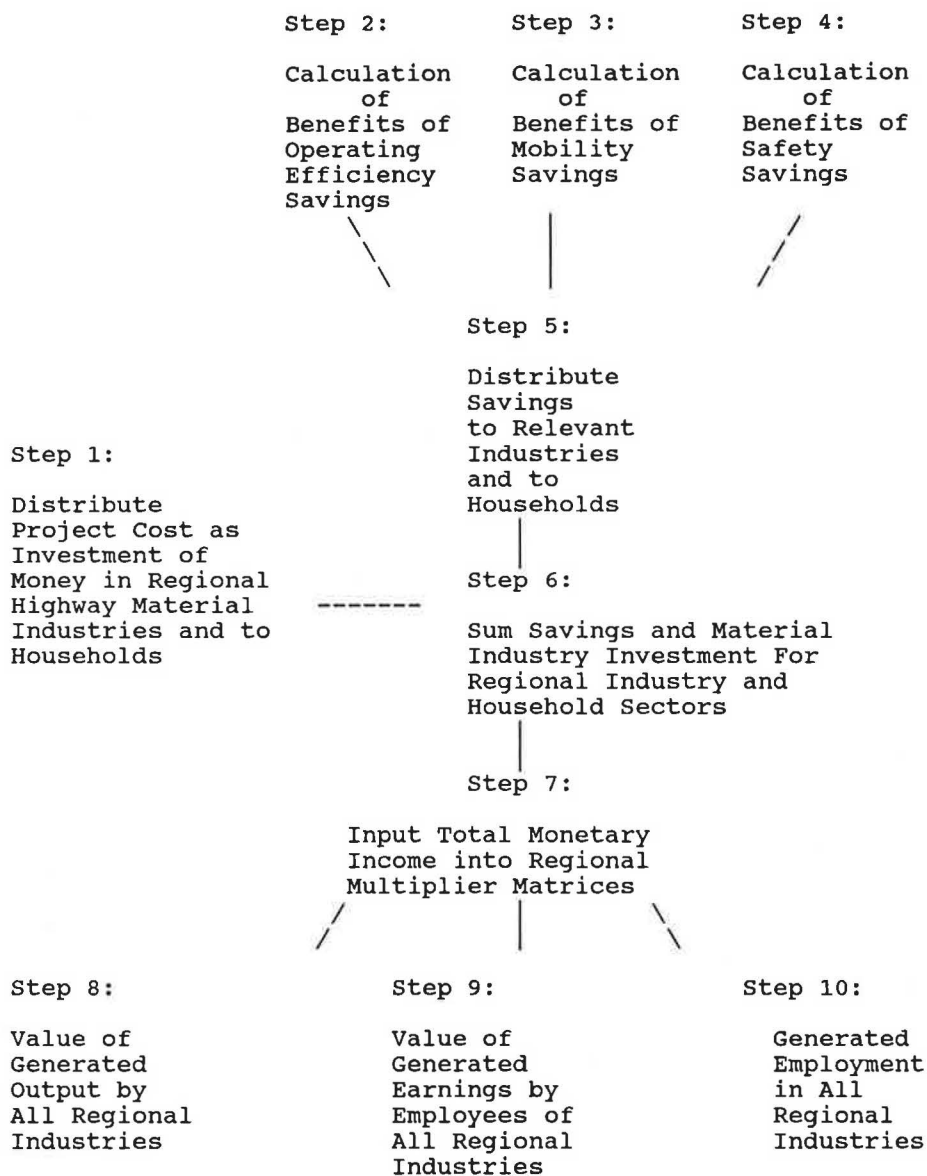 Step 2:
Calculation
of
Benefits of
Operating
Efficiency
Savings
Step 3:
Calculation
of
Benefits of
Mobility
Savings
Step 4:
Calculation
of
Benefits of
Safety
Savings
Step 5:
Distribute
Savings
to Relevant
Industries
and to
Households
Step 1:
Distribute
Project Cost as
Investment of
Money in Regional
Highway Material
Industries and to
Households
Step 6:
Sum Savings and Material
Industry Investment For
Regional Industry and
Household Sectors
Step 7:
Input Total Monetary
Income into Regional
Multiplier Matrices
Step 8:
Value of
Generated
Output by
All Regional
Industries
Step 9:
Value of
Generated
Earnings by
Employees of
All Regional
Industries
Step 10:
Generated
Employment
in All
Regional
Industries